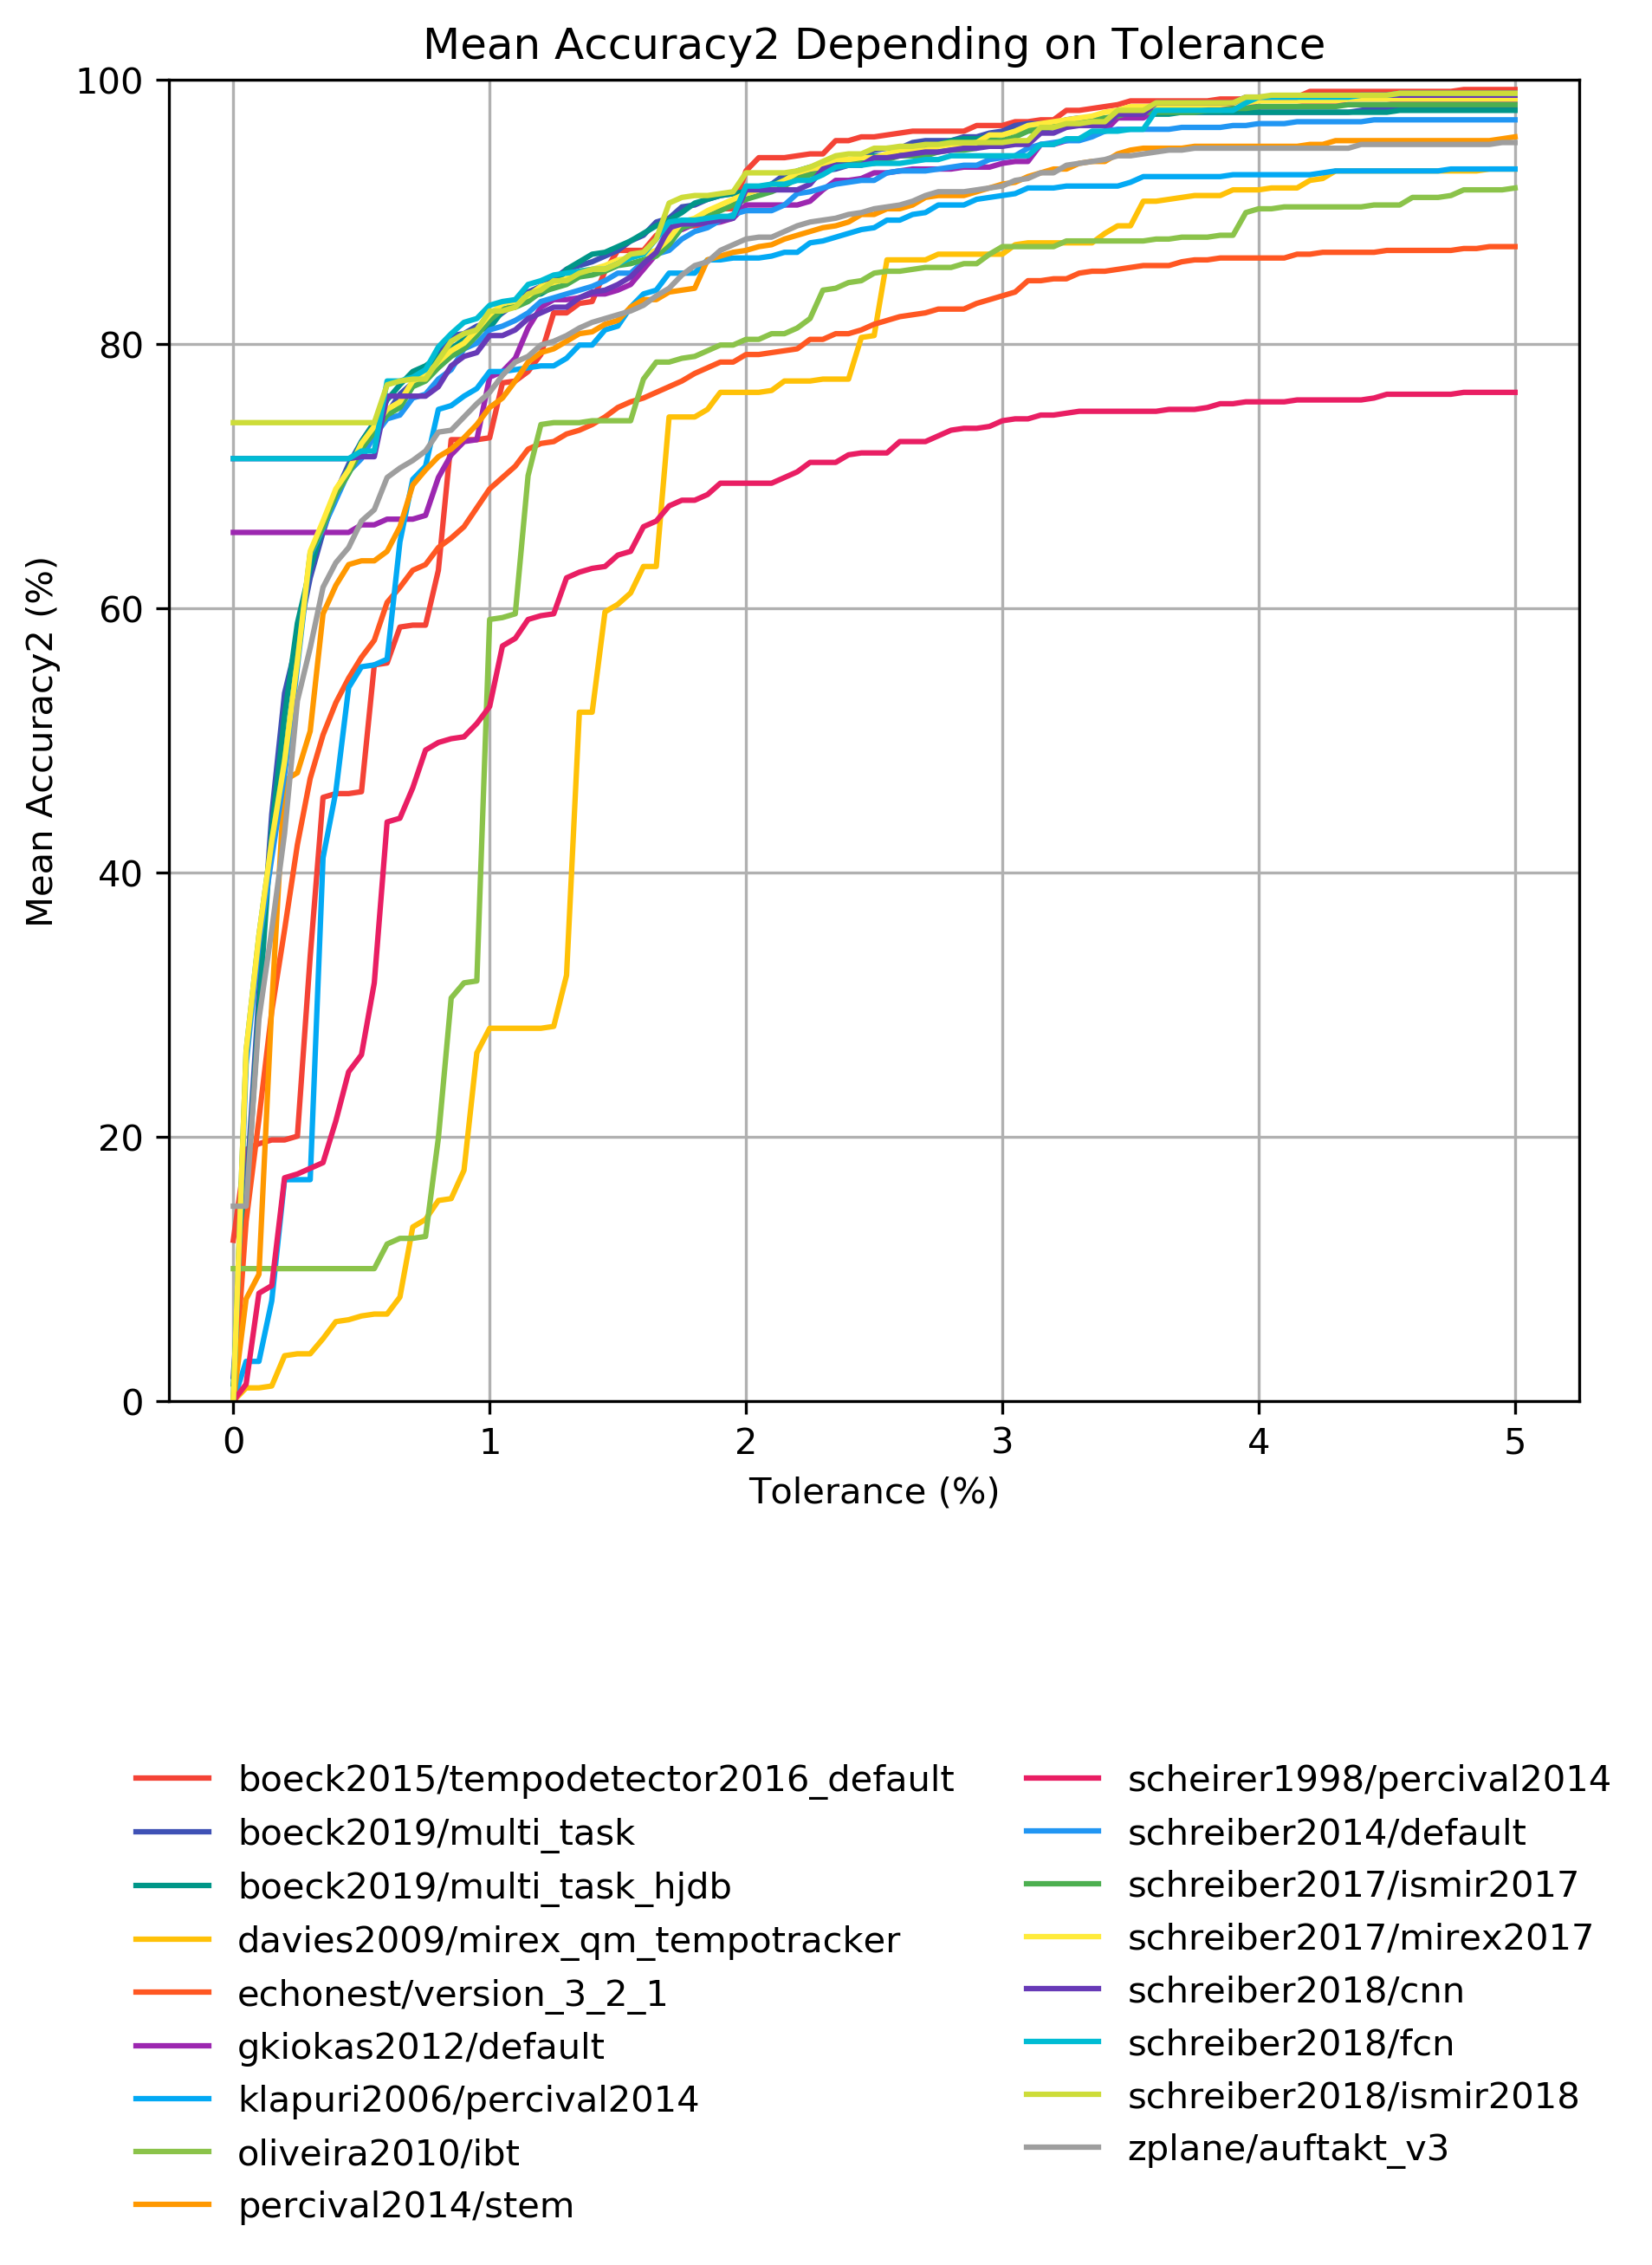 Mean Accuracy2 Depending on Tolerance
100
80
60
40
20
0
Mean Accuracy2 (%)
0 1 2 3 4 5
Tolerance (%)
boeck2015/tempodetector2016_default
boeck2019/multi_task
boeck2019/multi_task_hjdb
davies2009/mirex_qm_tempotracker
echonest/version_3_2_1
gkiokas2012/default
klapuri2006/percival2014
oliveira2010/ibt
percival2014/stem
scheirer1998/percival2014
schreiber2014/default
schreiber2017/ismir2017
schreiber2017/mirex2017
schreiber2018/cnn
schreiber2018/fcn
schreiber2018/ismir2018
zplane/auftakt_v3